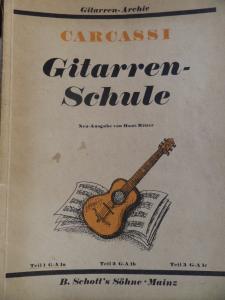 Gitarren-Archiv
CARCASSI
Gitarren-
Schule
Neu-Ausgabe von Hans Ritter
Teil 1 G-A 1a Teil 2 G-A 1b Teil 3 G-A 1c
B. Schott's Söhne · Mainz